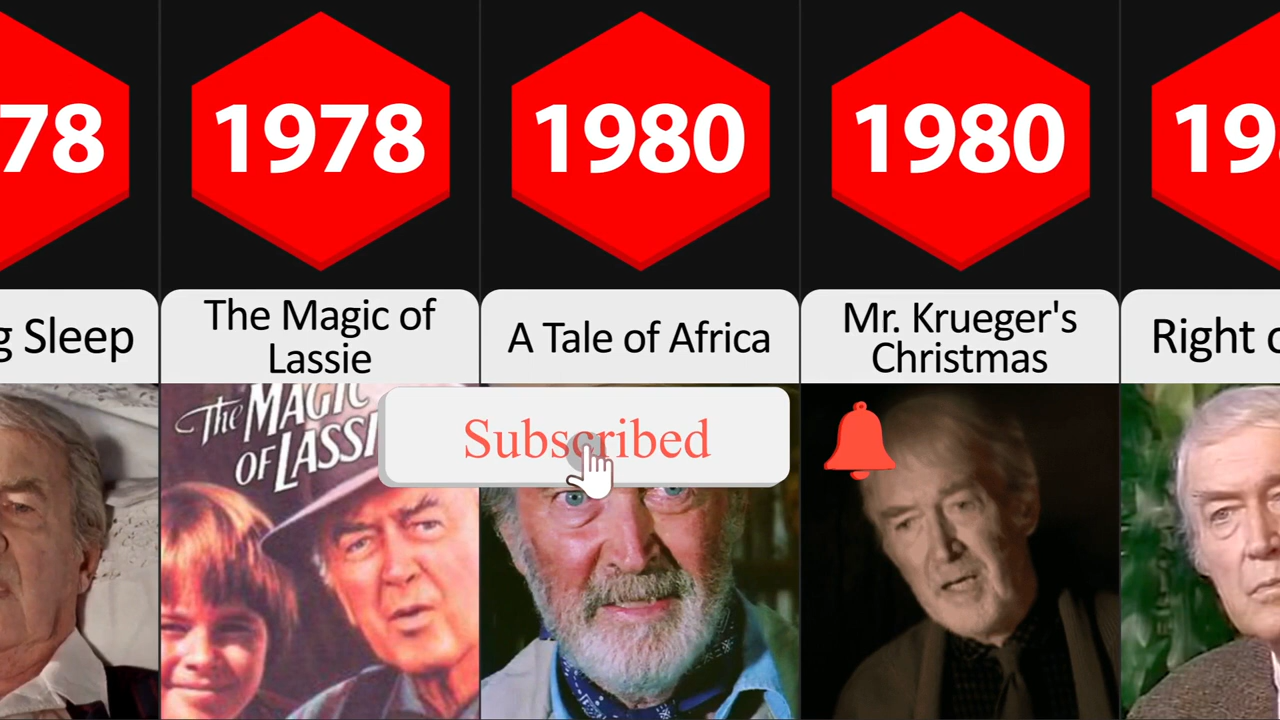 78
1978
1980
1980
19
g Sleep
The Magic of
Lassie
A Tale of Africa
Mr. Krueger's
Christmas
Right
The MAGIC
OF LASSI
Subscribed